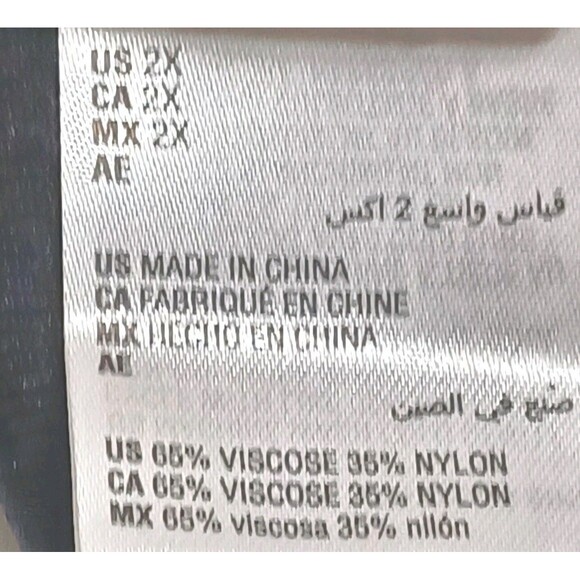 US 2X
CA 2X
MX 2X
AE
قياس واسع 2 اكس
US MADE IN CHINA
CA FABRIQUÉ EN CHINE
MX HECHO EN CHINA
AE
صُنِع في الصين
US 65% VISCOSE 35% NYLON
CA 65% VISCOSE 35% NYLON
MX 65% viscosa 35% nilón